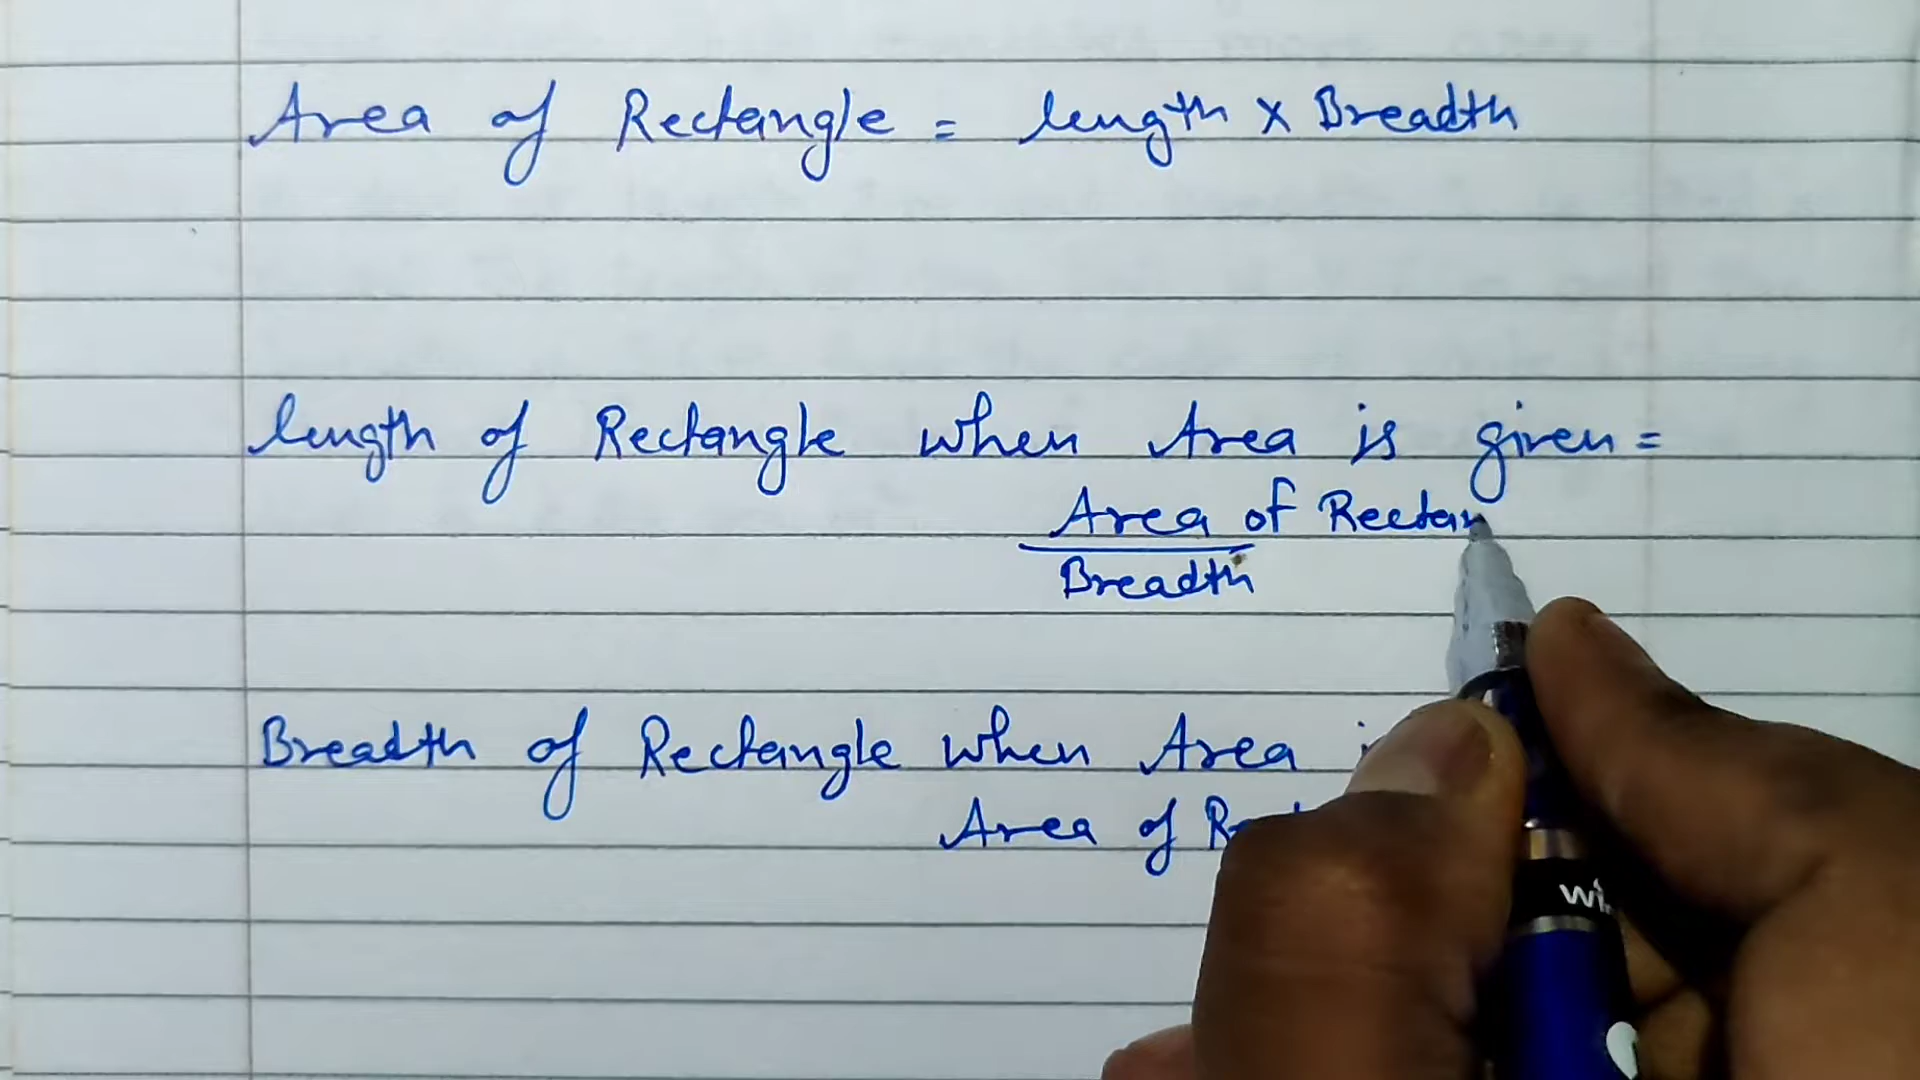 Area of Rectangle = length × Breadth
length of Rectangle when Area is given =
Area of Rectan
Breadth
Breadth of Rectangle when Area
Area of